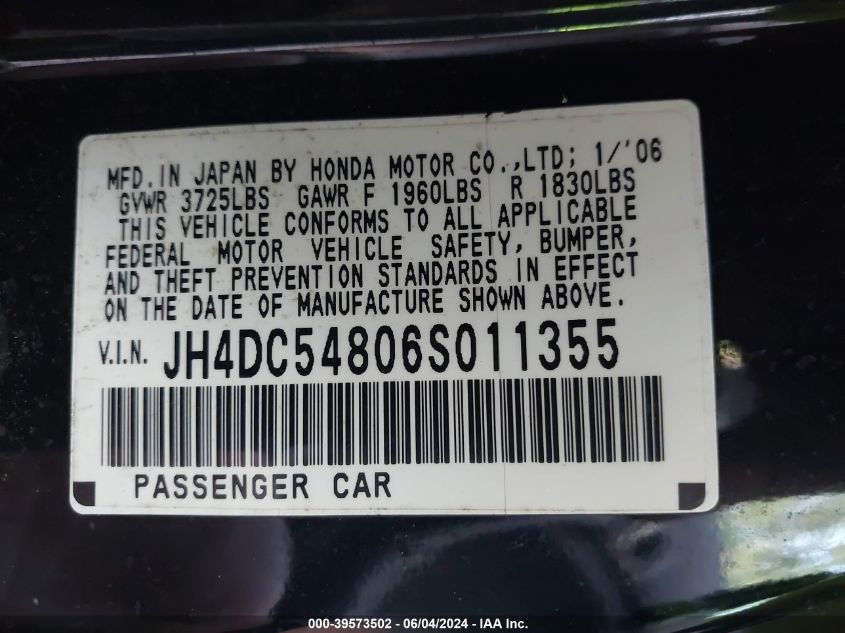 MFD. IN JAPAN BY HONDA MOTOR CO.,LTD; 1/'06
GVWR 3725LBS GAWR F 1960LBS R 1830LBS
THIS VEHICLE CONFORMS TO ALL APPLICABLE
FEDERAL MOTOR VEHICLE SAFETY, BUMPER,
AND THEFT PREVENTION STANDARDS IN EFFECT
ON THE DATE OF MANUFACTURE SHOWN ABOVE.
V.I.N. JH4DC54806S011355
PASSENGER CAR
000-39573502 - 06/04/2024 - IAA Inc.